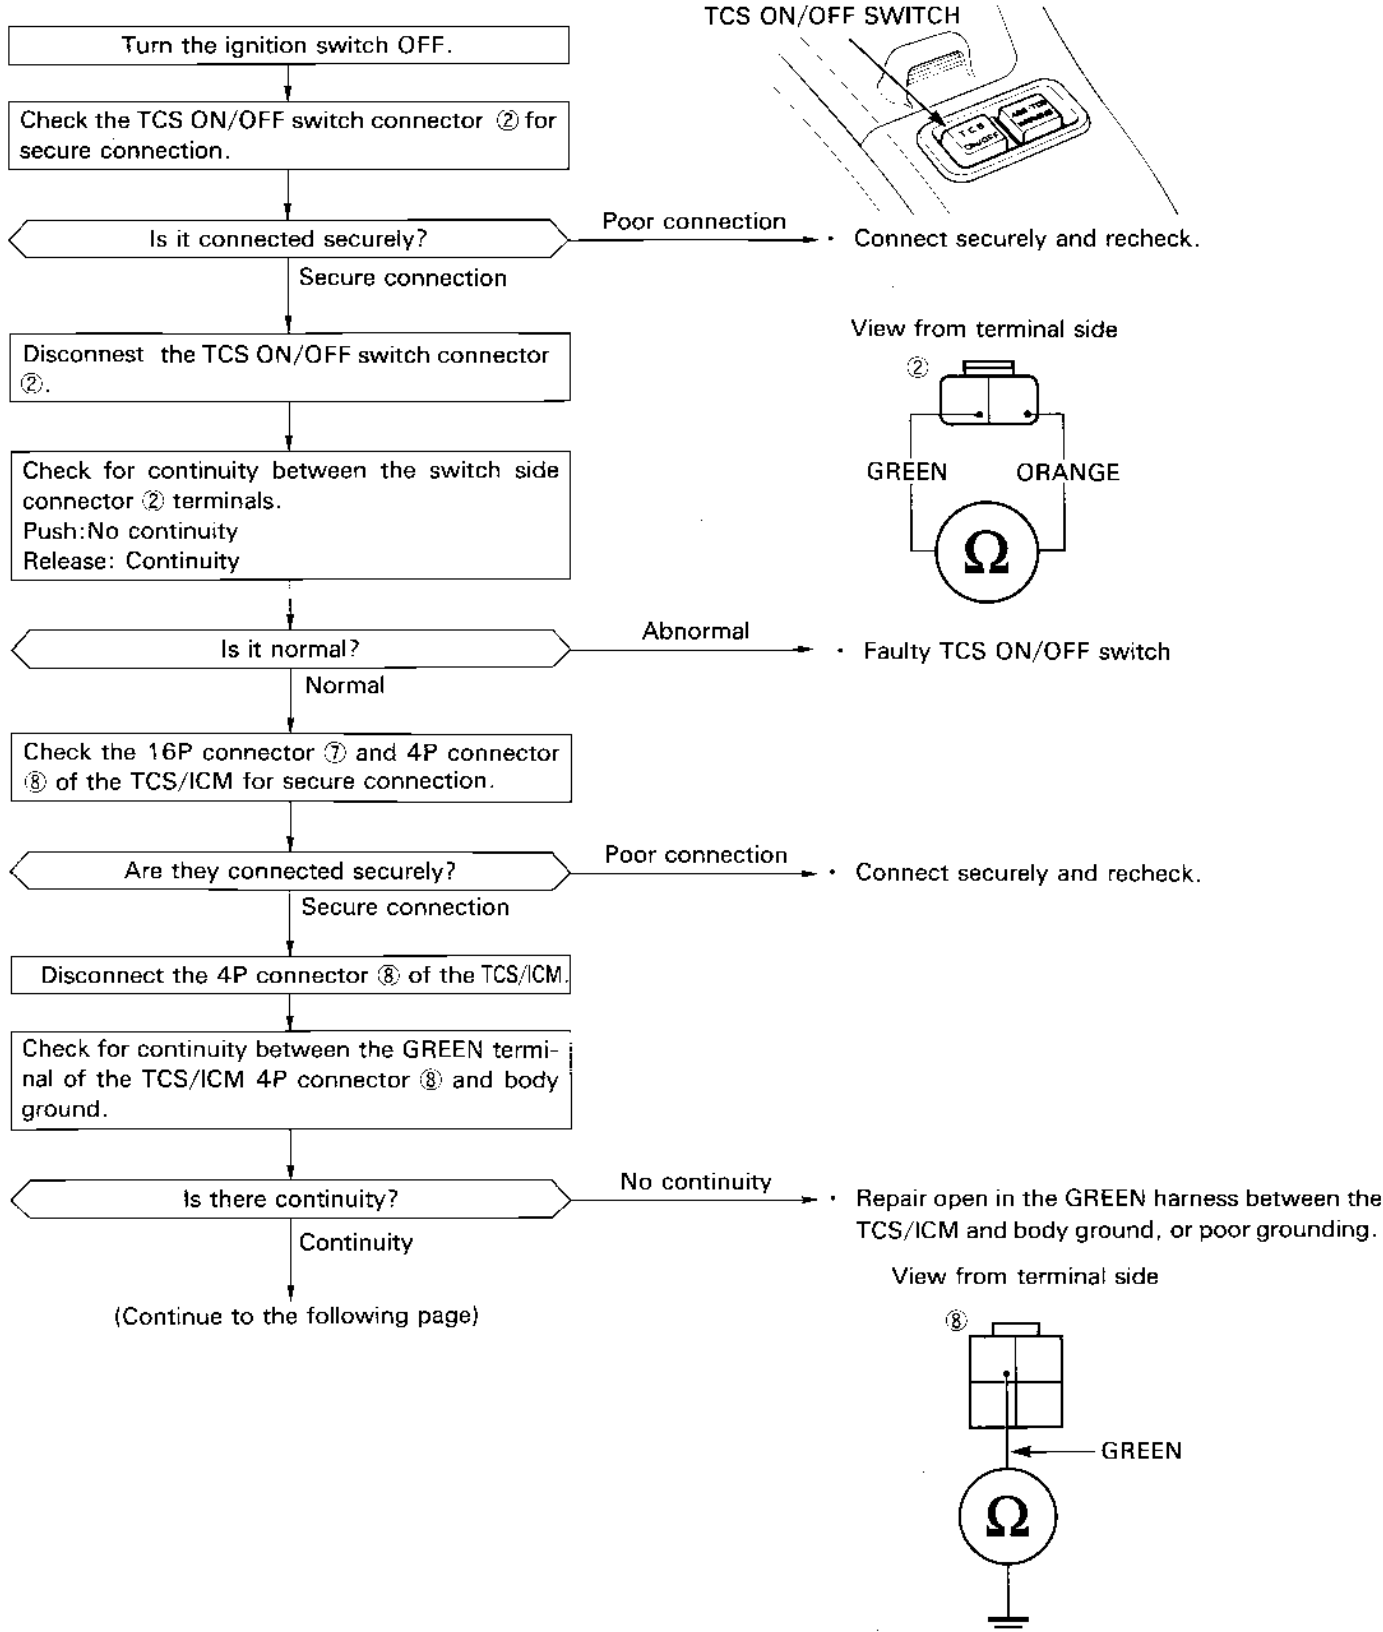 TCS ON/OFF SWITCH
Turn the ignition switch OFF.
T C S
ON/OFF
Check the TCS ON/OFF switch connector ② for
secure connection.
Is it connected securely?
Poor connection
· Connect securely and recheck.
Secure connection
View from terminal side
②
GREEN
ORANGE
Ω
Disconnest the TCS ON/OFF switch connector
②.
Check for continuity between the switch side
connector ② terminals.
Push:No continuity
Release: Continuity
Is it normal?
Abnormal
· Faulty TCS ON/OFF switch
Normal
Check the 16P connector ⑦ and 4P connector
⑧ of the TCS/ICM for secure connection.
Are they connected securely?
Poor connection
· Connect securely and recheck.
Secure connection
Disconnect the 4P connector ⑧ of the TCS/ICM.
Check for continuity between the GREEN termi-
nal of the TCS/ICM 4P connector ⑧ and body
ground.
Is there continuity?
No continuity
· Repair open in the GREEN harness between the
TCS/ICM and body ground, or poor grounding.
Continuity
(Continue to the following page)
View from terminal side
⑧
GREEN
Ω